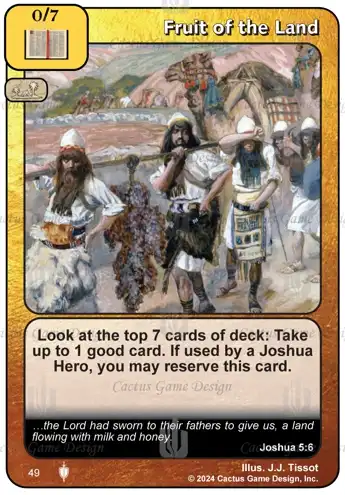 0/7
Fruit of the Land
Look at the top 7 cards of deck: Take
up to 1 good card. If used by a Joshua
Hero, you may reserve this card.
Cactus Game Design
…the Lord had sworn to their fathers to give us, a land
flowing with milk and honey.
Joshua 5:6
Illus. J.J. Tissot
49
© 2024 Cactus Game Design, Inc.